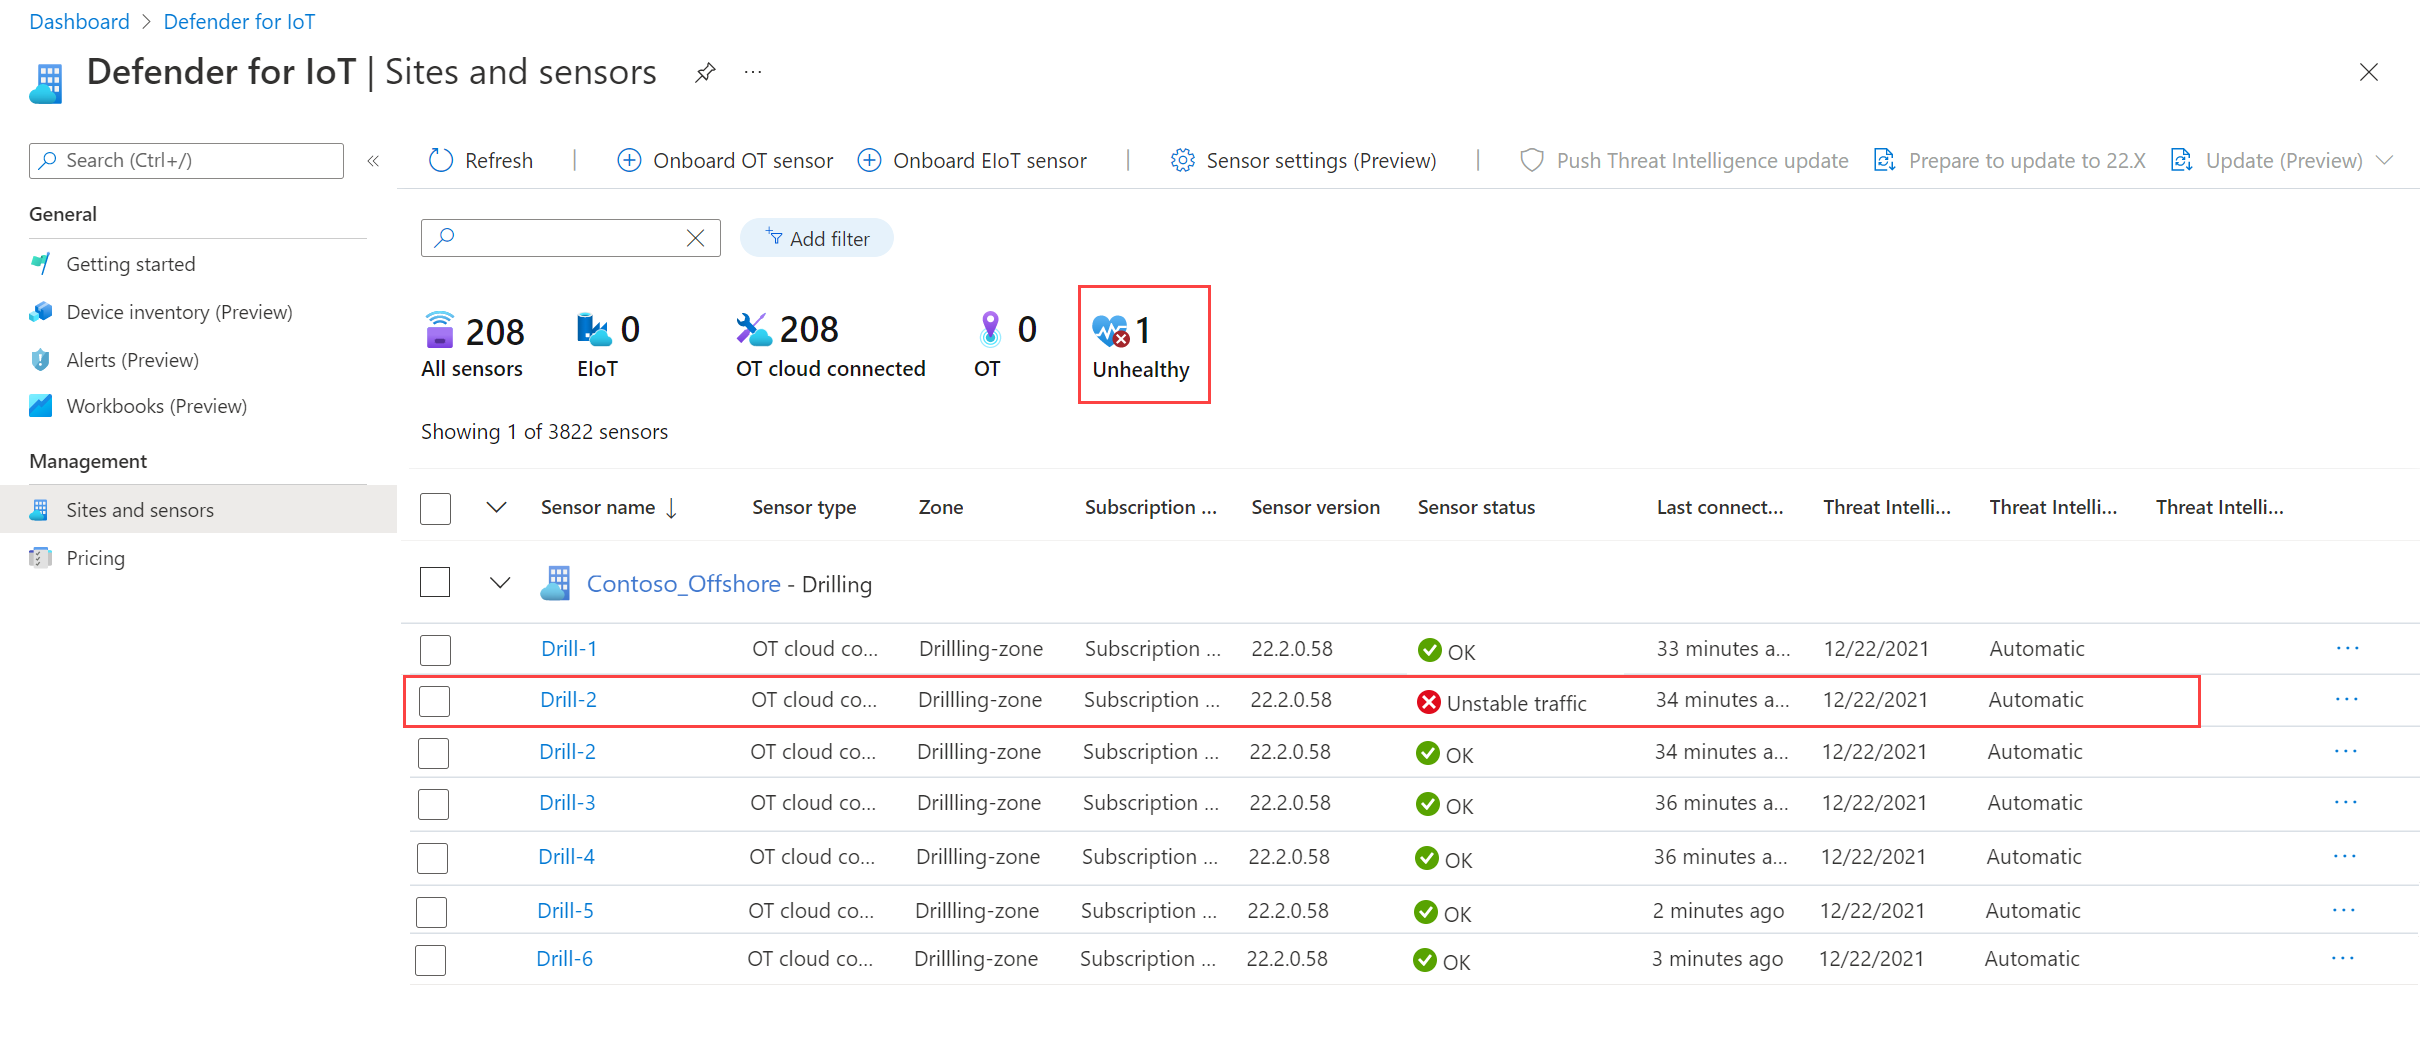 Dashboard > Defender for IoT
Defender for IoT | Sites and sensors ...
Search (Ctrl+/) «
Refresh | Onboard OT sensor Onboard EIoT sensor | Sensor settings (Preview) | Push Threat Intelligence update Prepare to update to 22.X Update (Preview)
General
Getting started
Device inventory (Preview)
Alerts (Preview)
Workbooks (Preview)
Management
Sites and sensors
Pricing
Add filter
208 0 208 0 1
All sensors EIoT OT cloud connected OT Unhealthy
Showing 1 of 3822 sensors
Sensor name ↓ Sensor type Zone Subscription ... Sensor version Sensor status Last connect... Threat Intelli... Threat Intelli... Threat Intelli...
Contoso_Offshore - Drilling
Drill-1 OT cloud co... Drillling-zone Subscription ... 22.2.0.58 OK 33 minutes a... 12/22/2021 Automatic ...
Drill-2 OT cloud co... Drillling-zone Subscription ... 22.2.0.58 Unstable traffic 34 minutes a... 12/22/2021 Automatic ...
Drill-2 OT cloud co... Drillling-zone Subscription ... 22.2.0.58 OK 34 minutes a... 12/22/2021 Automatic ...
Drill-3 OT cloud co... Drillling-zone Subscription ... 22.2.0.58 OK 36 minutes a... 12/22/2021 Automatic ...
Drill-4 OT cloud co... Drillling-zone Subscription ... 22.2.0.58 OK 36 minutes a... 12/22/2021 Automatic ...
Drill-5 OT cloud co... Drillling-zone Subscription ... 22.2.0.58 OK 2 minutes ago 12/22/2021 Automatic ...
Drill-6 OT cloud co... Drillling-zone Subscription ... 22.2.0.58 OK 3 minutes ago 12/22/2021 Automatic ...